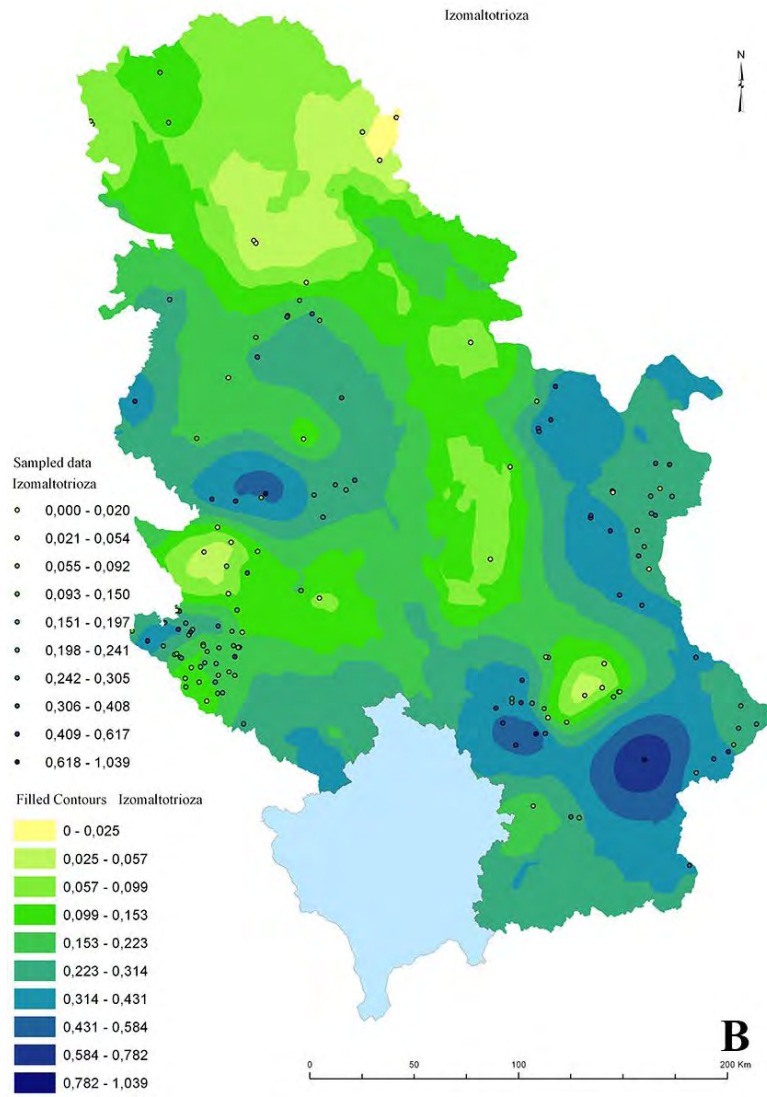 Izomaltotrioza
N
Sampled data
Izomaltotrioza
0,000 - 0,020
0,021 - 0,054
0,055 - 0,092
0,093 - 0,150
0,151 - 0,197
0,198 - 0,241
0,242 - 0,305
0,306 - 0,408
0,409 - 0,617
0,618 - 1,039
Filled Contours Izomaltotrioza
0 - 0,025
0,025 - 0,057
0,057 - 0,099
0,099 - 0,153
0,153 - 0,223
0,223 - 0,314
0,314 - 0,431
0,431 - 0,584
0,584 - 0,782
0,782 - 1,039
B
0 50 100 200 Km